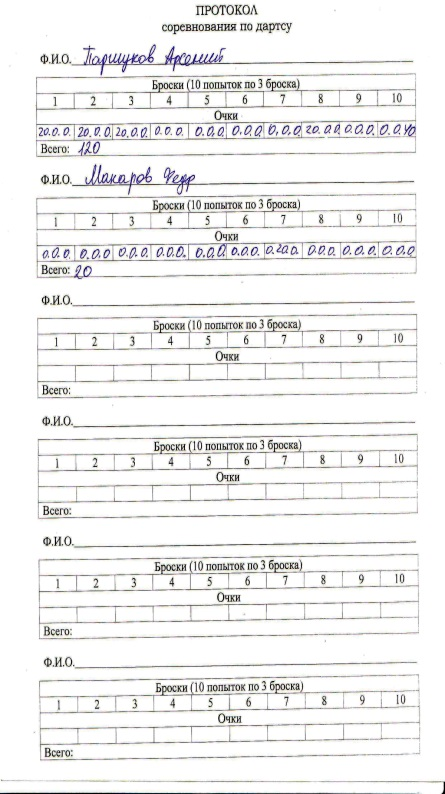 ПРОТОКОЛ
соревнования по дартсу
Ф.И.О. Паршуков Арсений
Броски (10 попыток по 3 броска)
1 2 3 4 5 6 7 8 9 10
Очки
20.0.0. 20.0.0 20.0.0 0.0.0. 0.0.0. 0.0.0 0.0.0 20.0.0 0.0.0. 0.0.40
Всего: 120
Ф.И.О. Макаров Федр
Броски (10 попыток по 3 броска)
1 2 3 4 5 6 7 8 9 10
Очки
0.0.0. 0.0.0 0.0.0. 0.0.0. 0.0.0 0.0.0. 0.20.0. 0.0.0. 0.0.0. 0.0.0
Всего: 20
Ф.И.О.
Броски (10 попыток по 3 броска)
1 2 3 4 5 6 7 8 9 10
Очки
Всего:
Ф.И.О.
Броски (10 попыток по 3 броска)
1 2 3 4 5 6 7 8 9 10
Очки
Всего:
Ф.И.О.
Броски (10 попыток по 3 броска)
1 2 3 4 5 6 7 8 9 10
Очки
Всего:
Ф.И.О.
Броски (10 попыток по 3 броска)
1 2 3 4 5 6 7 8 9 10
Очки
Всего: